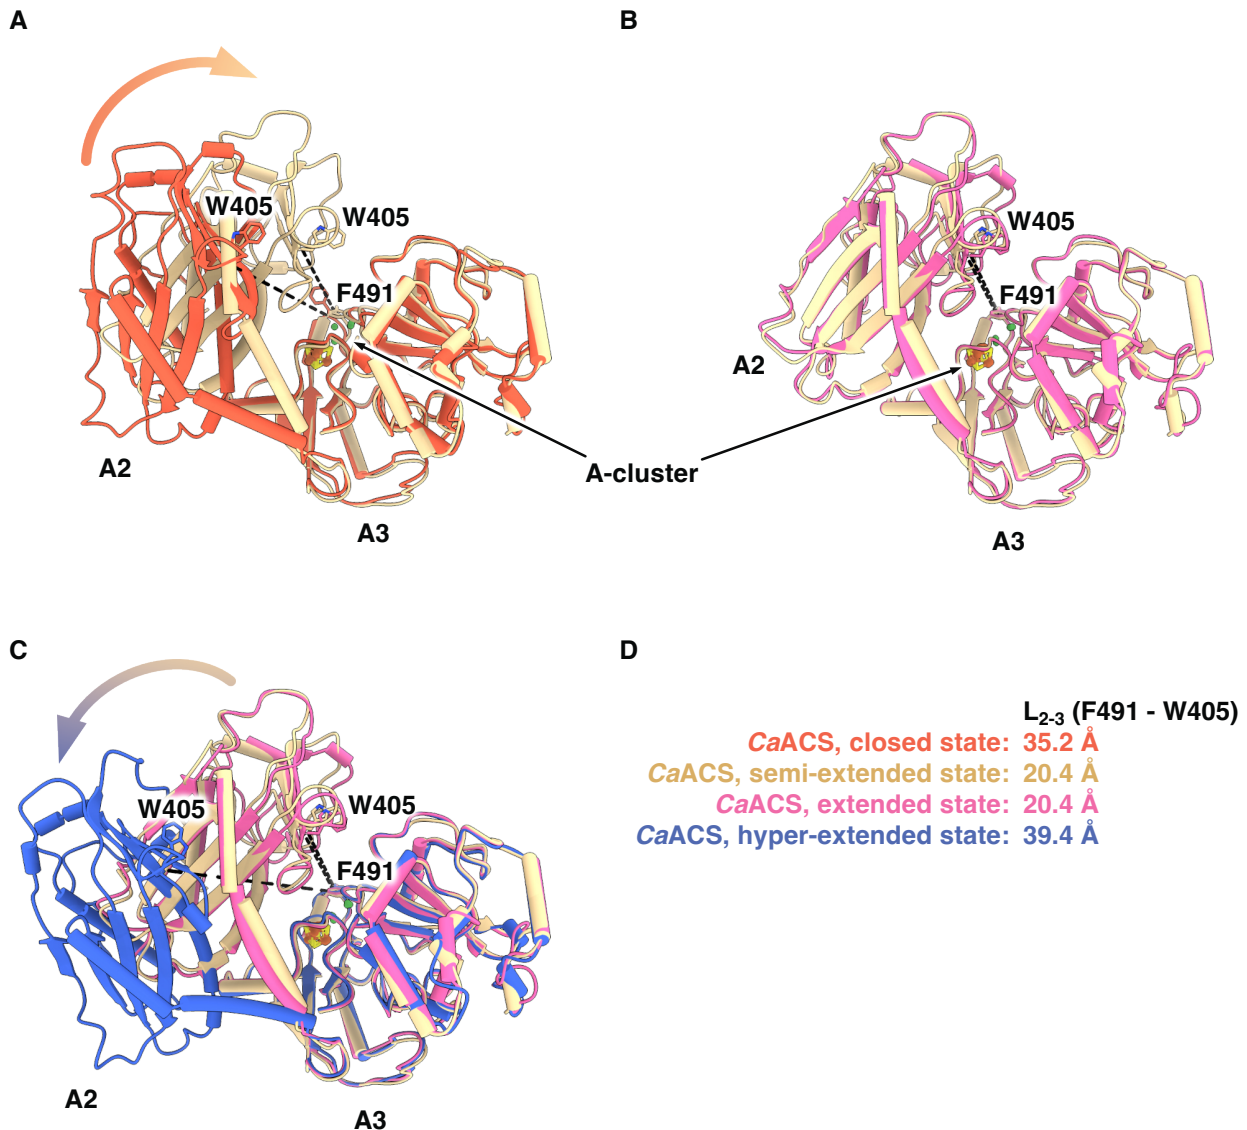 A
W405
W405
F491
A2
A3
B
W405
F491
A2
A3
A-cluster
C
W405
W405
F491
A2
A3
D
L2-3 (F491 - W405)
CaACS, closed state: 35.2 Å
CaACS, semi-extended state: 20.4 Å
CaACS, extended state: 20.4 Å
CaACS, hyper-extended state: 39.4 Å